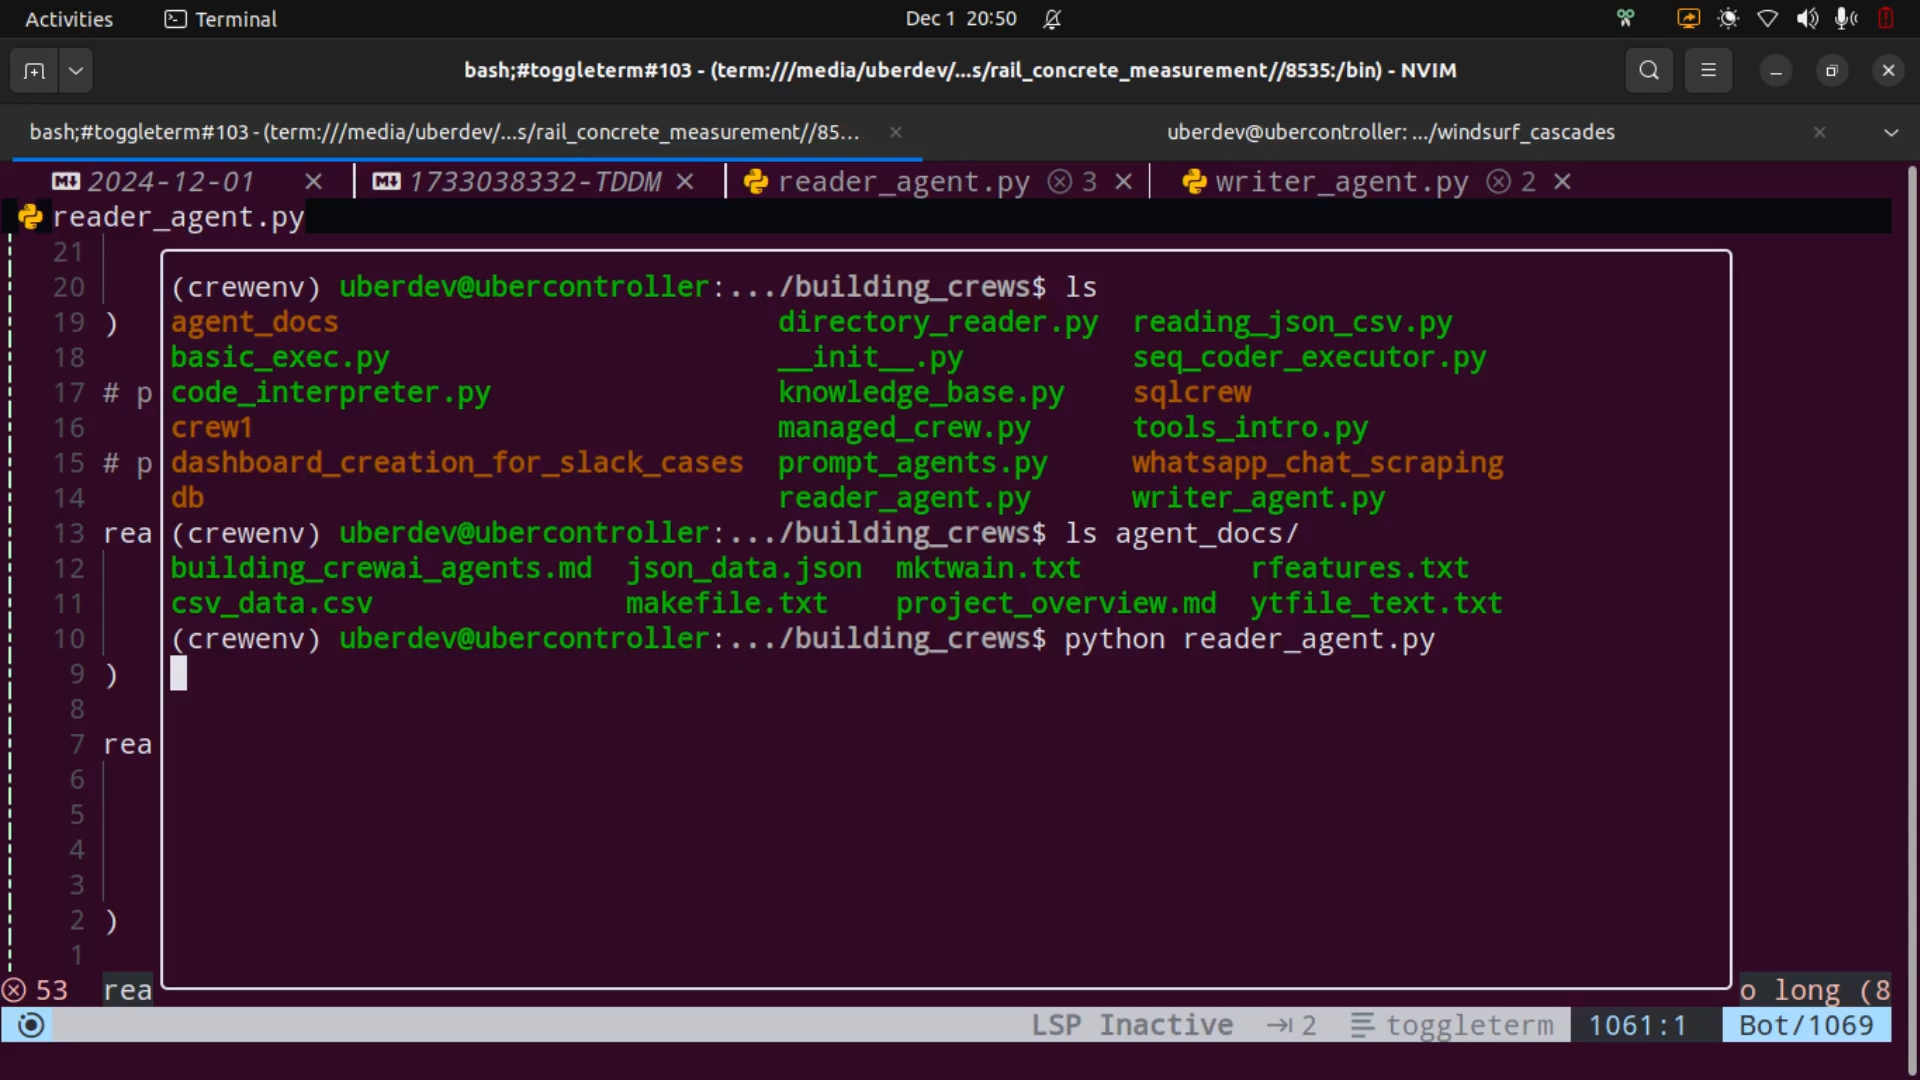 Activities Terminal Dec 1 20:50
bash;#toggleterm#103 - (term:///media/uberdev/...s/rail_concrete_measurement//8535:/bin) - NVIM
bash;#toggleterm#103 - (term:///media/uberdev/...s/rail_concrete_measurement//85... uberdev@ubercontroller: .../windsurf_cascades
2024-12-01 1733038332-TDDM reader_agent.py 3 writer_agent.py 2
reader_agent.py
21
20 (crewenv) uberdev@ubercontroller:.../building_crews$ ls
19 ) agent_docs directory_reader.py reading_json_csv.py
18 basic_exec.py __init__.py seq_coder_executor.py
17 # p code_interpreter.py knowledge_base.py sqlcrew
16 crew1 managed_crew.py tools_intro.py
15 # p dashboard_creation_for_slack_cases prompt_agents.py whatsapp_chat_scraping
14 db reader_agent.py writer_agent.py
13 rea (crewenv) uberdev@ubercontroller:.../building_crews$ ls agent_docs/
12 building_crewai_agents.md json_data.json mktwain.txt rfeatures.txt
11 csv_data.csv makefile.txt project_overview.md ytfile_text.txt
10 (crewenv) uberdev@ubercontroller:.../building_crews$ python reader_agent.py
9 )
8
7 rea
6
5
4
3
2 )
1
53 rea o long (8
LSP Inactive 2 toggleterm 1061:1 Bot/1069